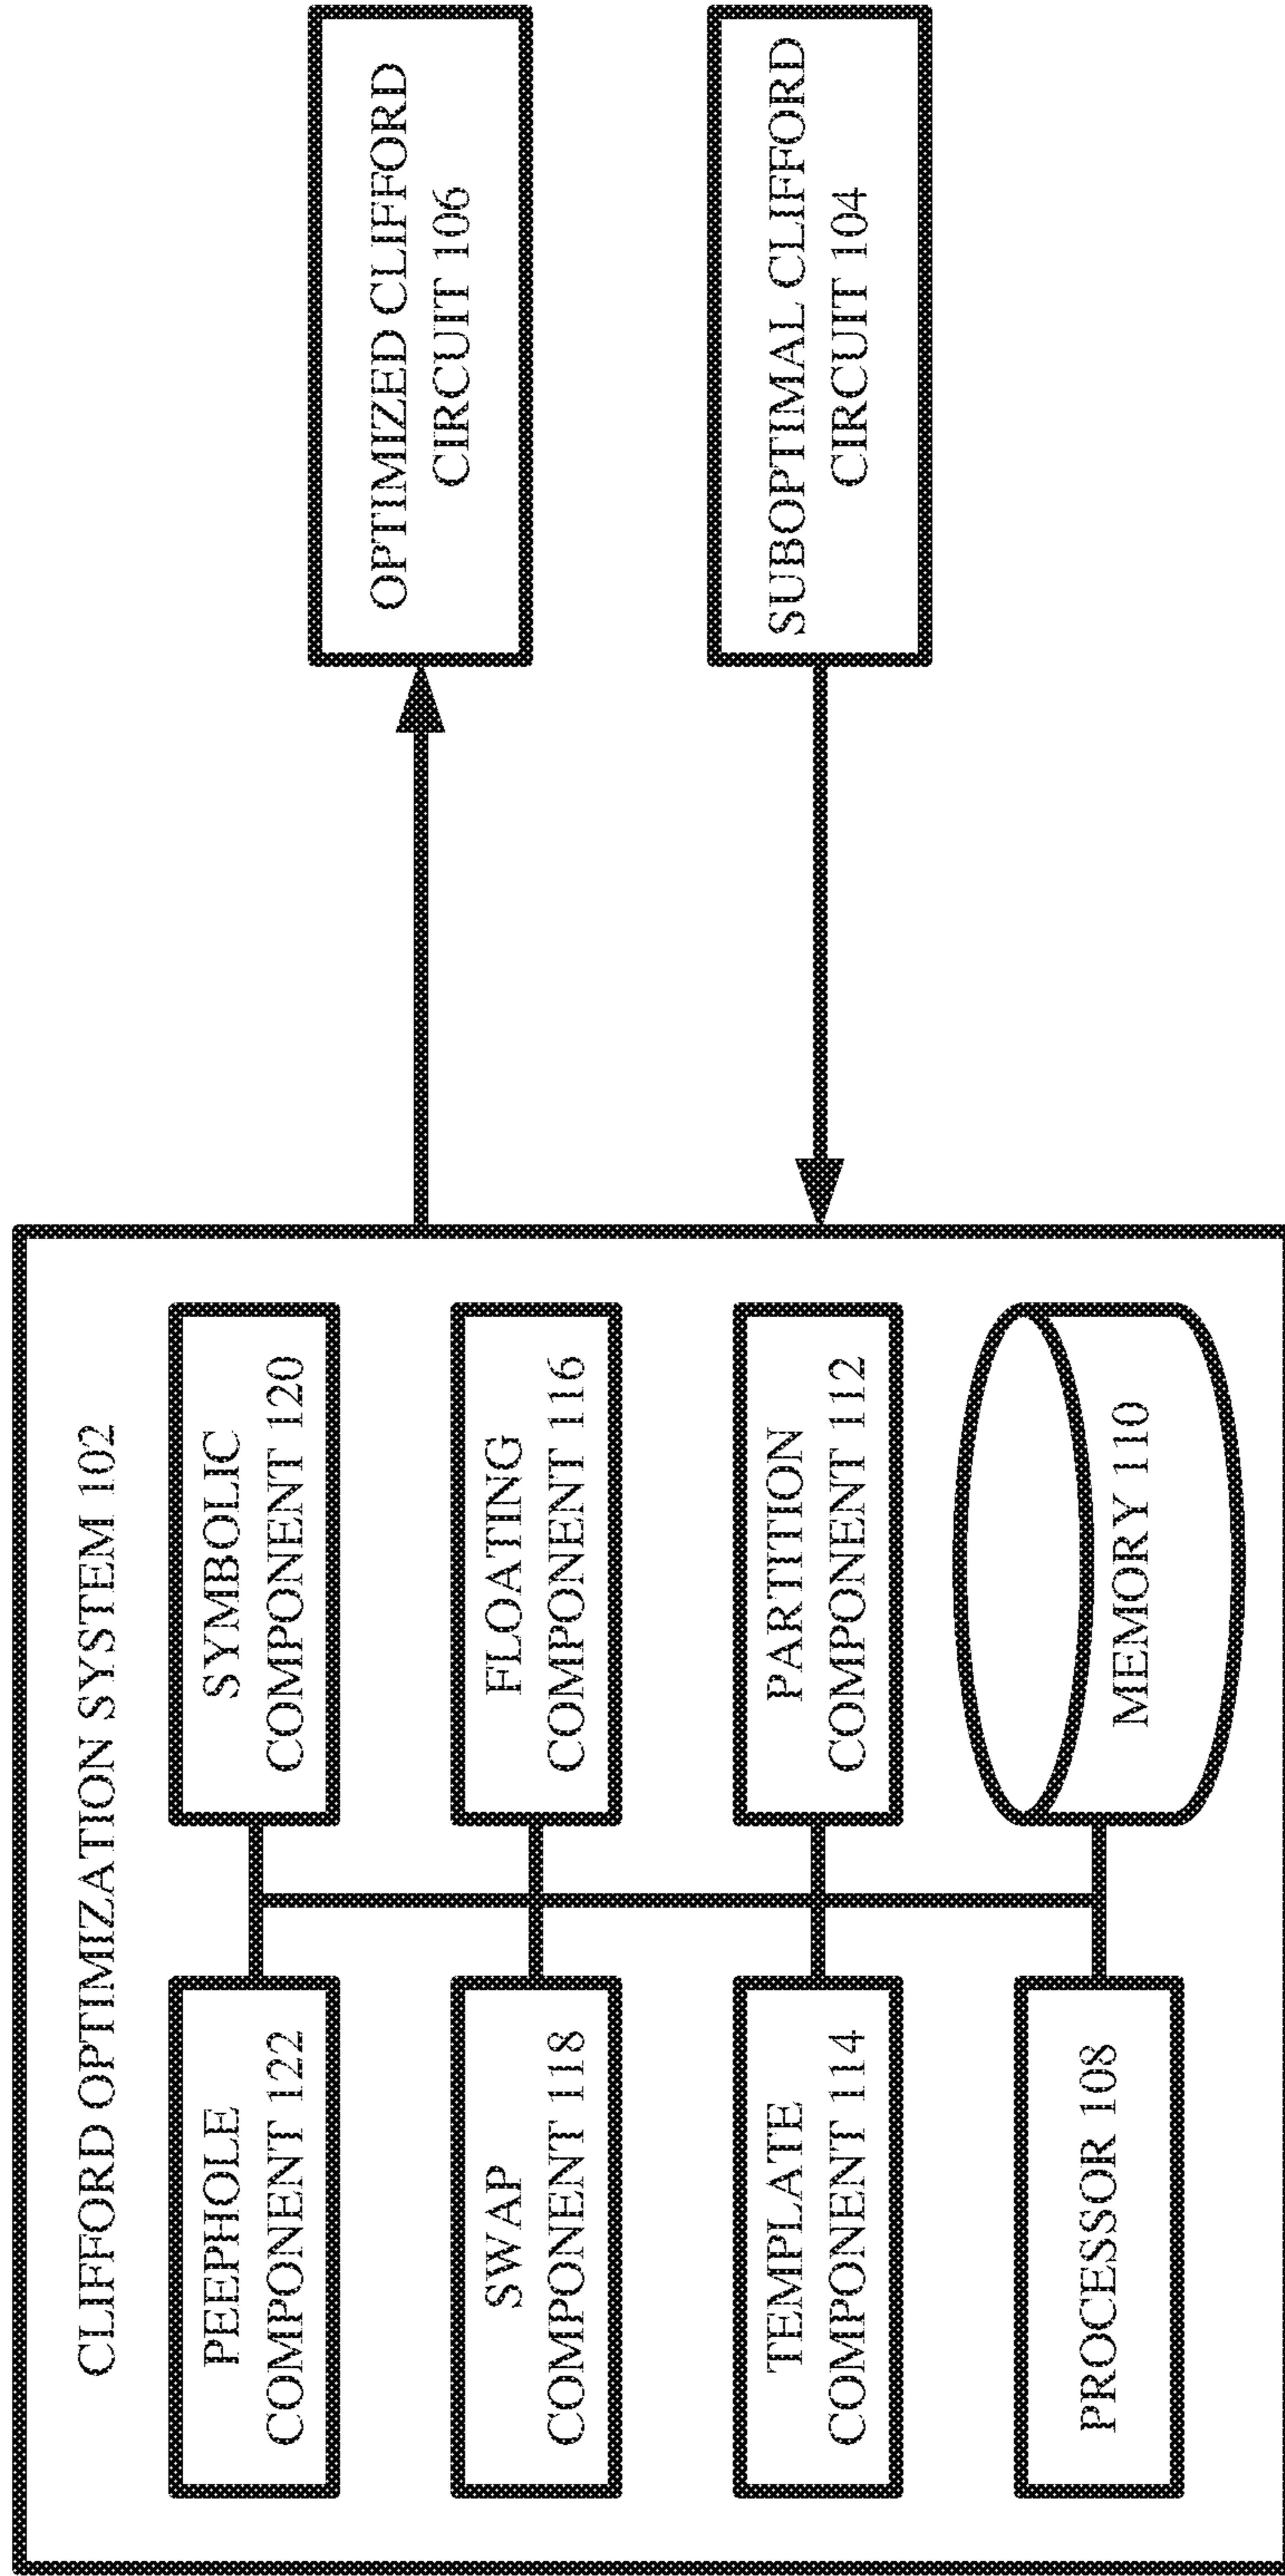 CLIFFORD OPTIMIZATION SYSTEM 102
PEEPHOLE
COMPONENT 122
SYMBOLIC
COMPONENT 120
SWAP
COMPONENT 118
FLOATING
COMPONENT 116
TEMPLATE
COMPONENT 114
PARTITION
COMPONENT 112
PROCESSOR 108
MEMORY 110
OPTIMIZED CLIFFORD
CIRCUIT 106
SUBOPTIMAL CLIFFORD
CIRCUIT 104